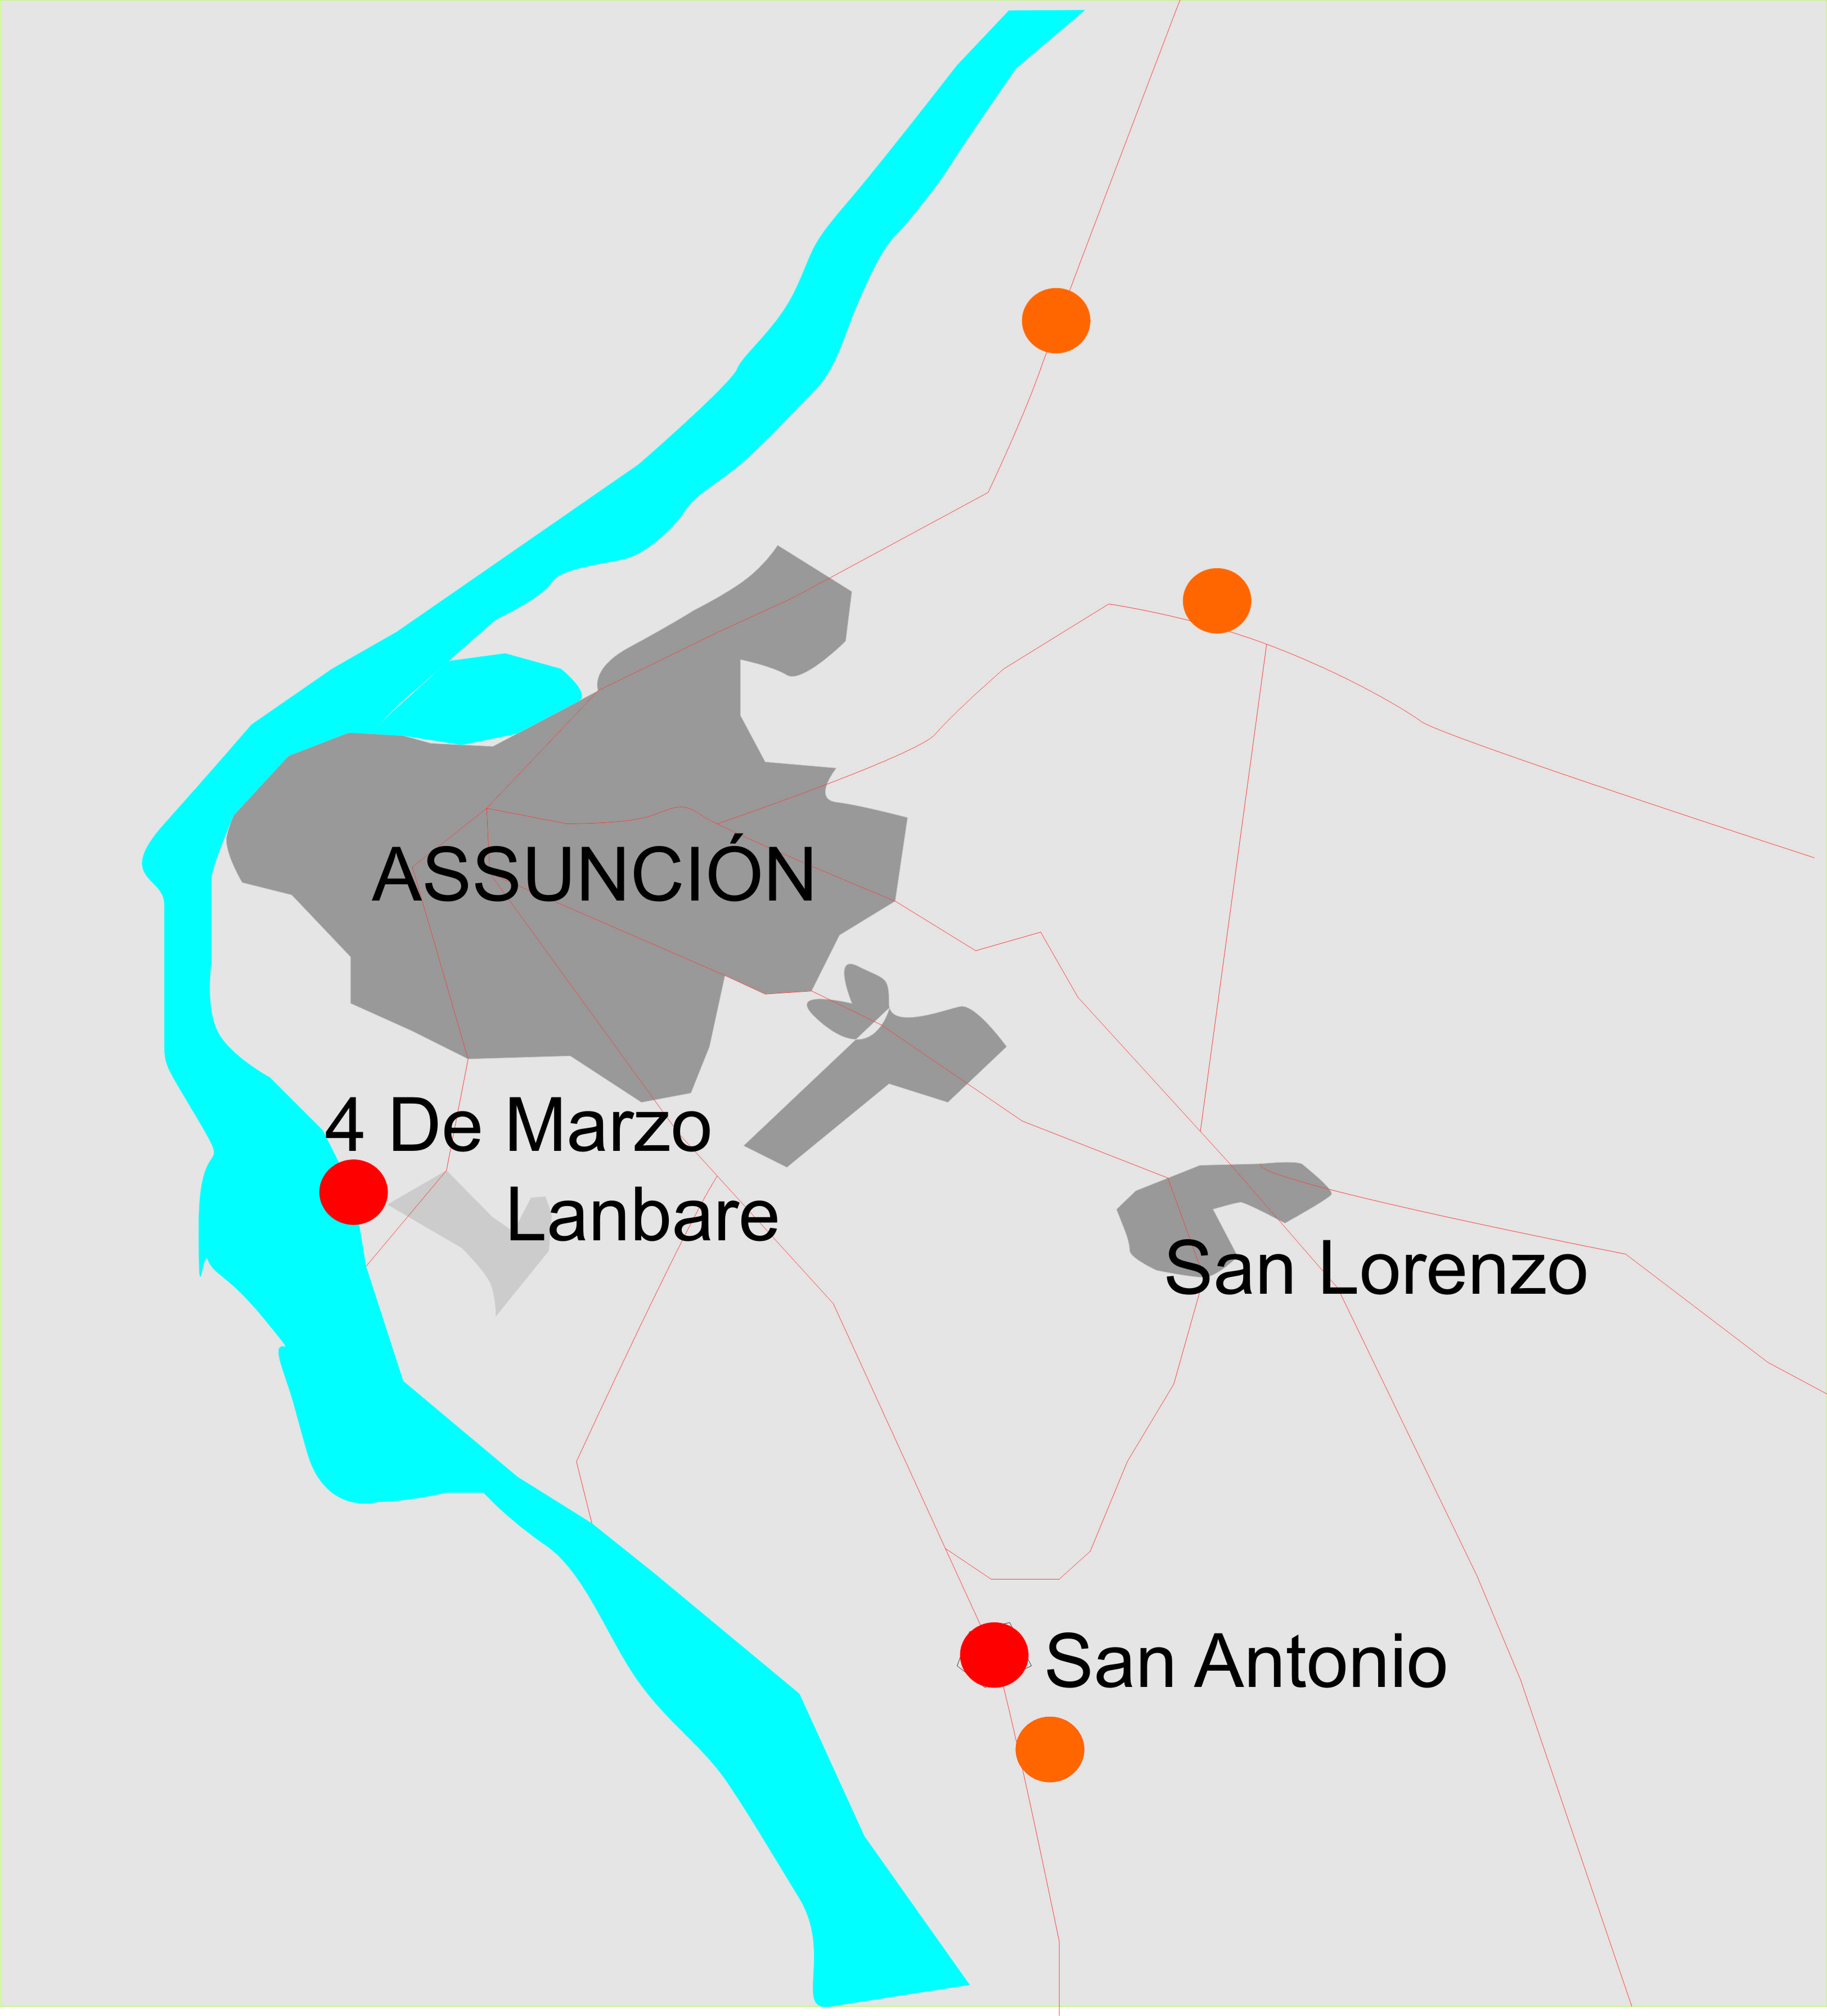 ASSUNCIÓN
4 De Marzo
Lanbare
San Lorenzo
San Antonio